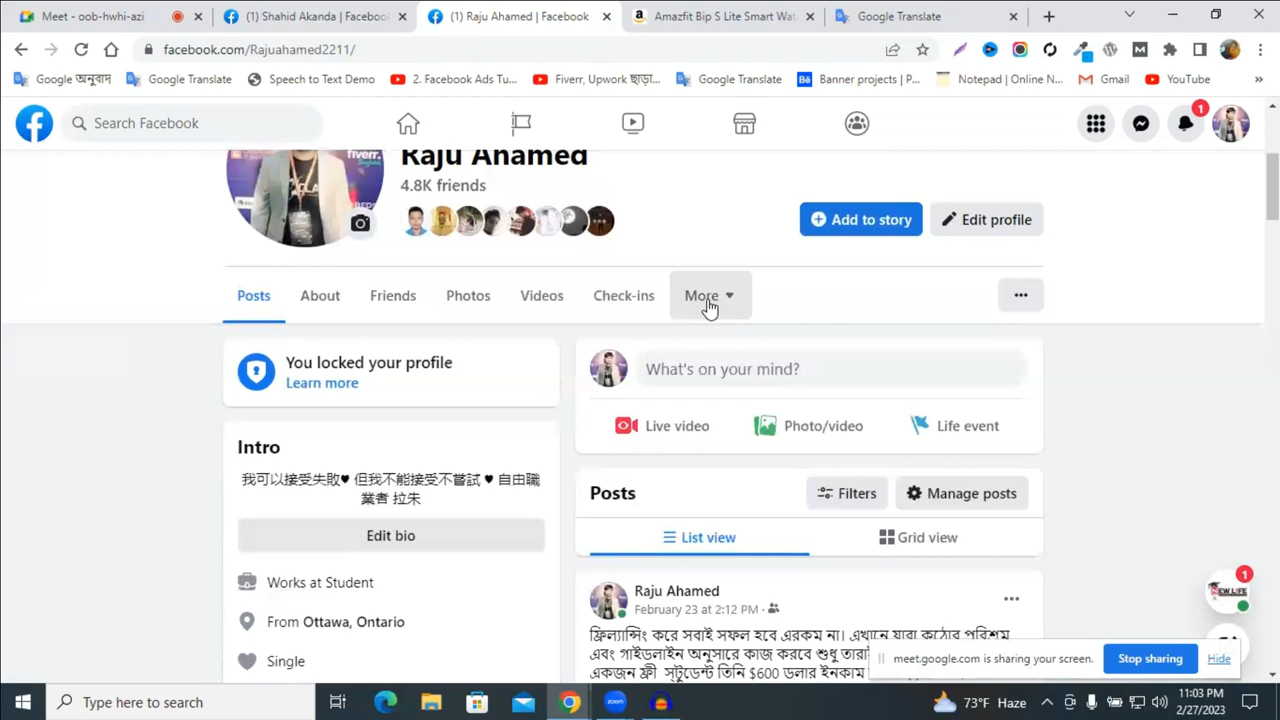 Meet - oob-hwhi-azi
(1) Shahid Akanda | Facebook
(1) Raju Ahamed | Facebook
Amazfit Bip S Lite Smart Wat
Google Translate
facebook.com/Rajuahamed2211/
Google অনুবাদ
Google Translate
Speech to Text Demo
2. Facebook Ads Tu...
Fiverr, Upwork ছাড়া...
Google Translate
Banner projects | P...
Notepad | Online N...
Gmail
YouTube
Search Facebook
1
Raju Ahamed
4.8K friends
Add to story
Edit profile
Posts
About
Friends
Photos
Videos
Check-ins
More
You locked your profile
Learn more
What's on your mind?
Live video
Photo/video
Life event
Intro
我可以接受失敗♥ 但我不能接受不嘗試 ♥ 自由職
業者 拉朱
Edit bio
Posts
Filters
Manage posts
List view
Grid view
Works at Student
From Ottawa, Ontario
Single
Raju Ahamed
February 23 at 2:12 PM
ফ্রিল্যান্সিং করে সবাই সফল হবে এরকম না। এখানে যারা কঠোর পরিশ্রম
এবং গাইডলাইন অনুসারে কাজ করবে শুধু তারা
একজন ফ্রী স্টুডেন্ট তিনি $600 ডলার ইনকাম
NEW LIFE
1
meet.google.com is sharing your screen.
Stop sharing
Hide
Type here to search
73°F Haze
11:03 PM
2/27/2023